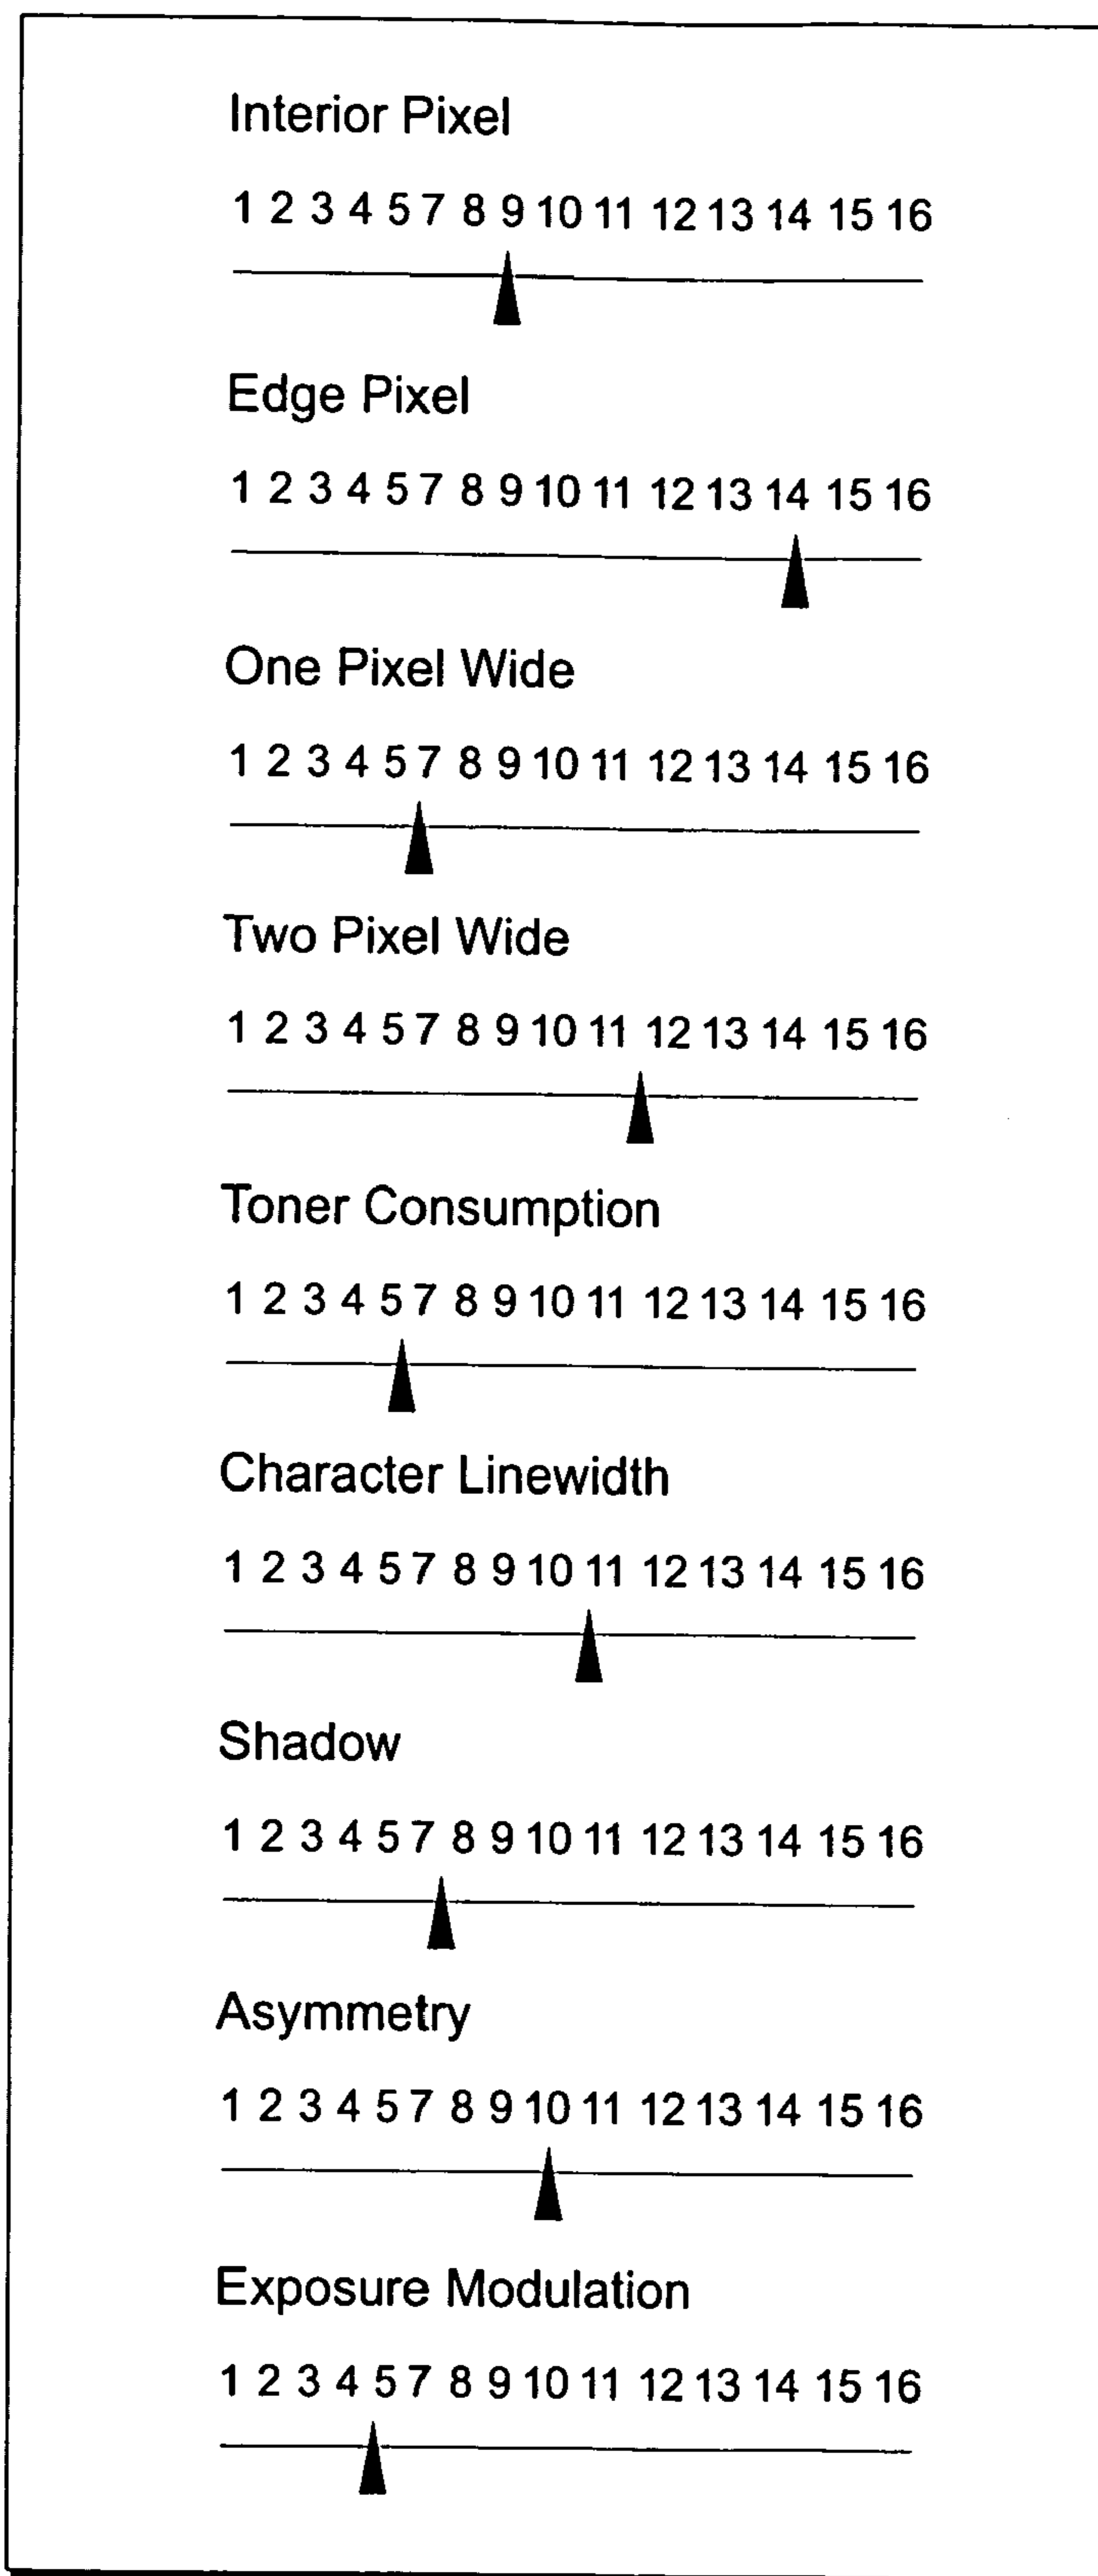 Interior Pixel
1 2 3 4 5 7 8 9 10 11 12 13 14 15 16
Edge Pixel
1 2 3 4 5 7 8 9 10 11 12 13 14 15 16
One Pixel Wide
1 2 3 4 5 7 8 9 10 11 12 13 14 15 16
Two Pixel Wide
1 2 3 4 5 7 8 9 10 11 12 13 14 15 16
Toner Consumption
1 2 3 4 5 7 8 9 10 11 12 13 14 15 16
Character Linewidth
1 2 3 4 5 7 8 9 10 11 12 13 14 15 16
Shadow
1 2 3 4 5 7 8 9 10 11 12 13 14 15 16
Asymmetry
1 2 3 4 5 7 8 9 10 11 12 13 14 15 16
Exposure Modulation
1 2 3 4 5 7 8 9 10 11 12 13 14 15 16